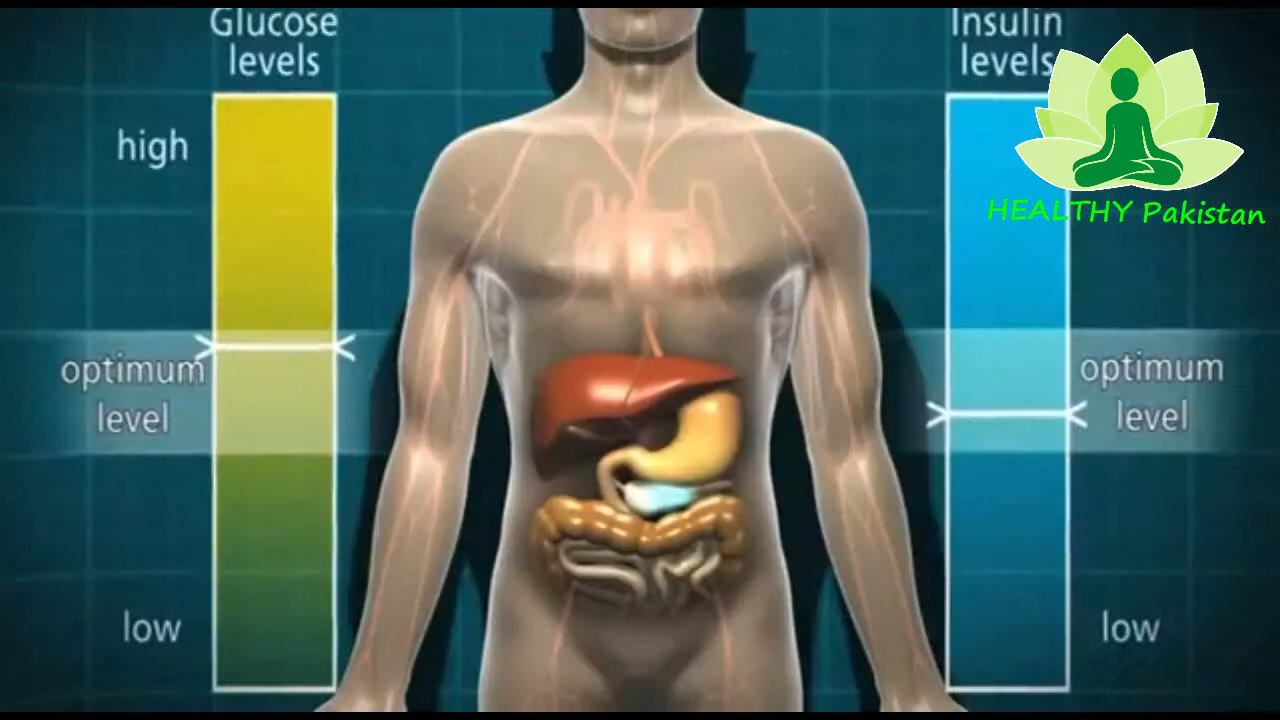 Glucose
levels
Insulin
levels
high
HEALTHY Pakistan
optimum
level
optimum
level
low
low